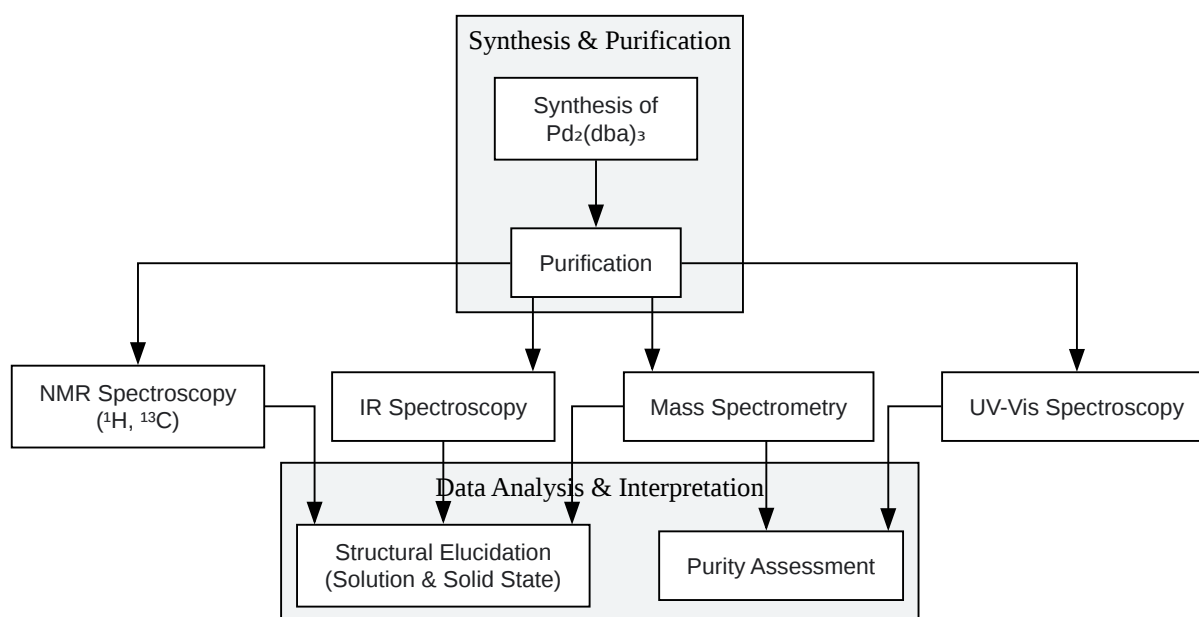 Synthesis & Purification
Synthesis of
Pd₂(dba)₃
Purification
NMR Spectroscopy
(¹H, ¹³C)
IR Spectroscopy
Mass Spectrometry
UV-Vis Spectroscopy
Data Analysis & Interpretation
Structural Elucidation
(Solution & Solid State)
Purity Assessment